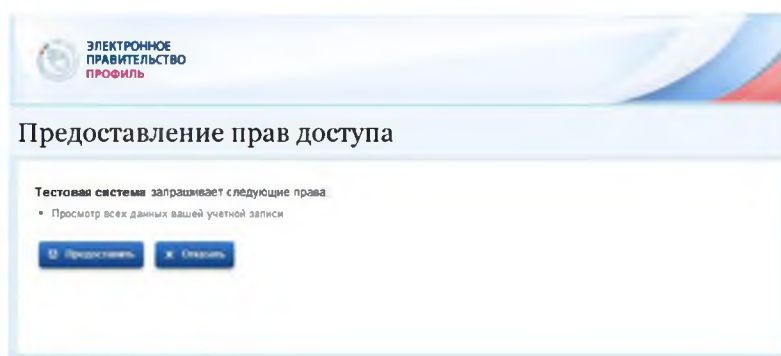 ЭЛЕКТРОННОЕ
ПРАВИТЕЛЬСТВО
ПРОФИЛЬ
Предоставление прав доступа
Тестовая система запрашивает следующие права:
• Просмотр всех данных вашей учетной записи
Предоставить
Отказать